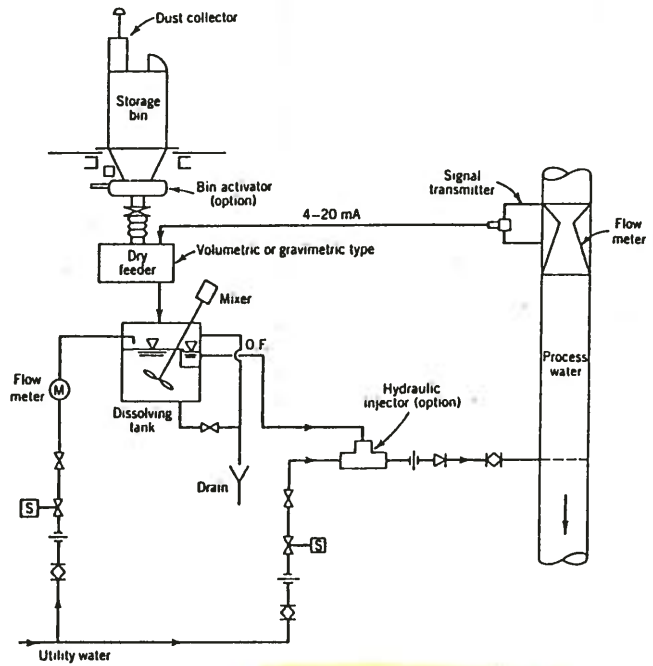 Dust collector
Storage
bin
Bin activator
(option)
Signal
transmitter
4-20 mA
Flow
meter
Volumetric or gravimetric type
Dry
feeder
Mixer
O F.
Process
water
Flow
meter
M
Hydraulic
injector (option)
Dissolving
tank
Drain
S
S
Utility water